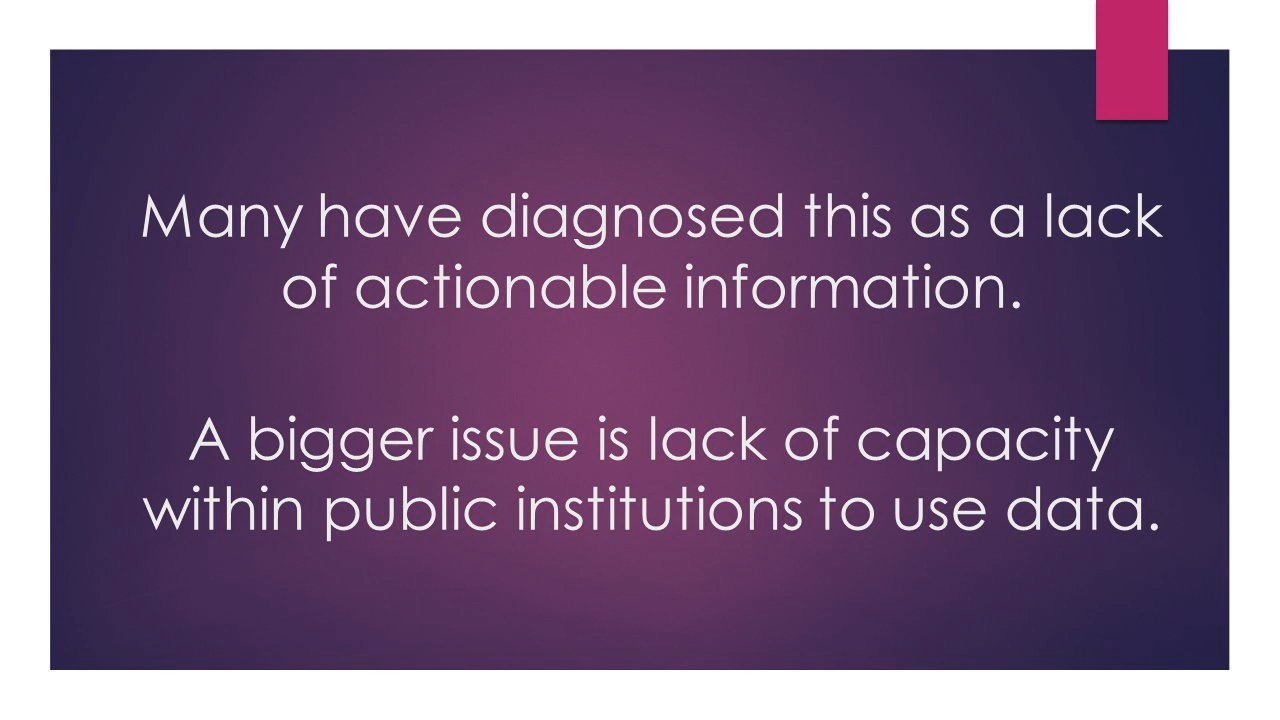 Many have diagnosed this as a lack
of actionable information.
A bigger issue is lack of capacity
within public institutions to use data.